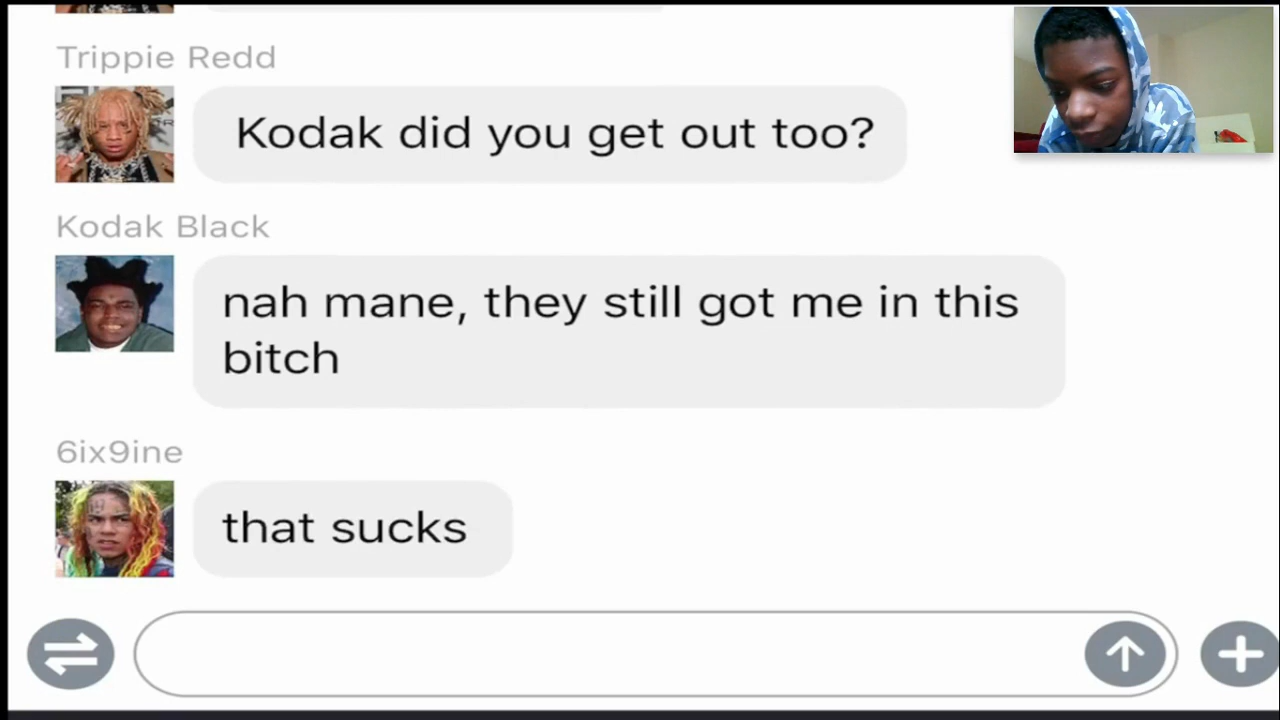 Trippie Redd
Kodak did you get out too?
Kodak Black
nah mane, they still got me in this
bitch
6ix9ine
that sucks